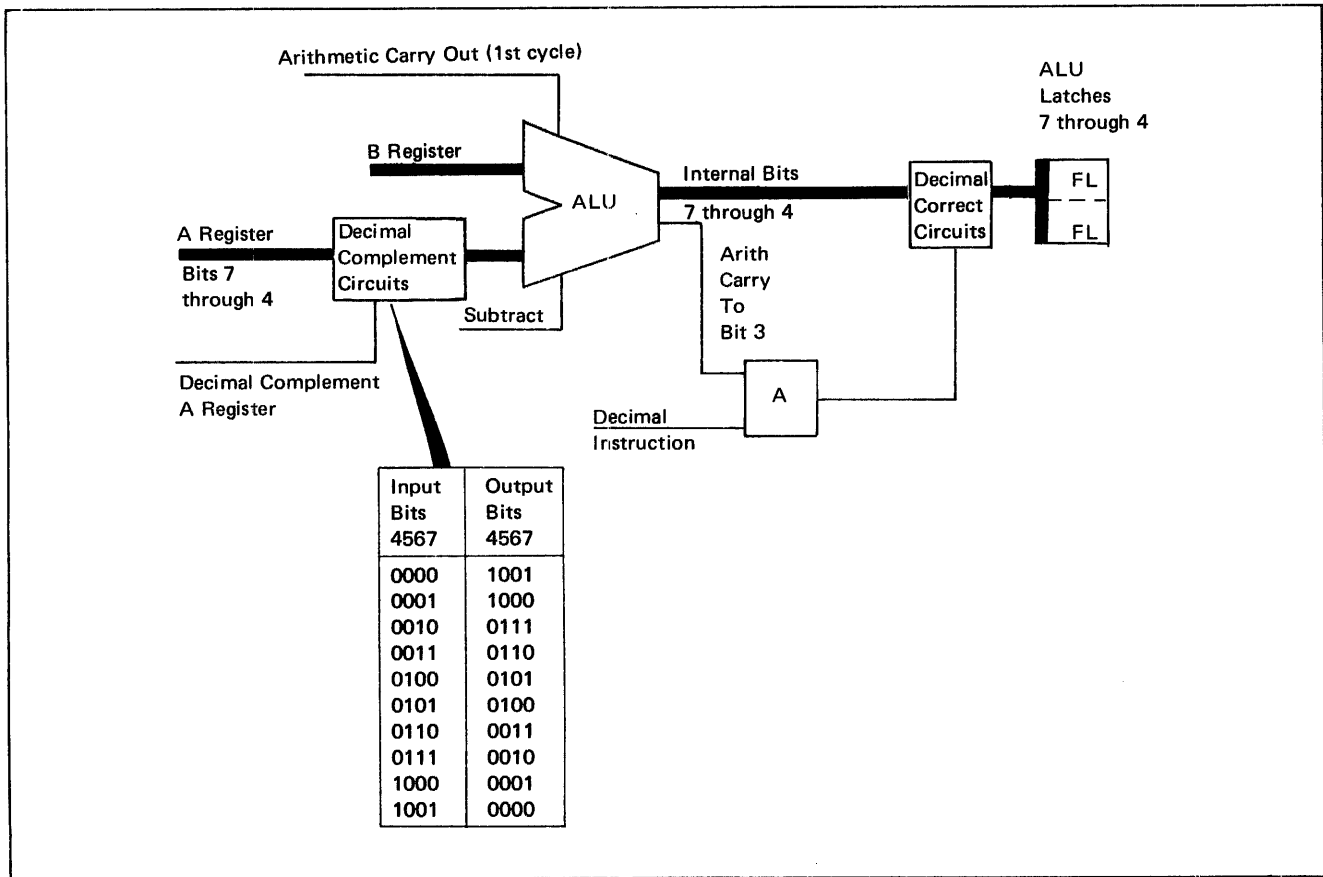 Arithmetic Carry Out (1st cycle)
ALU
Latches
7 through 4
B Register
ALU
Internal Bits
7 through 4
Decimal
Correct
Circuits
FL
FL
A Register
Bits 7
through 4
Decimal
Complement
Circuits
Subtract
Arith
Carry
To
Bit 3
Decimal Complement
A Register
A
Decimal
Instruction
Input Output
Bits Bits
4567 4567
0000 1001
0001 1000
0010 0111
0011 0110
0100 0101
0101 0100
0110 0011
0111 0010
1000 0001
1001 0000